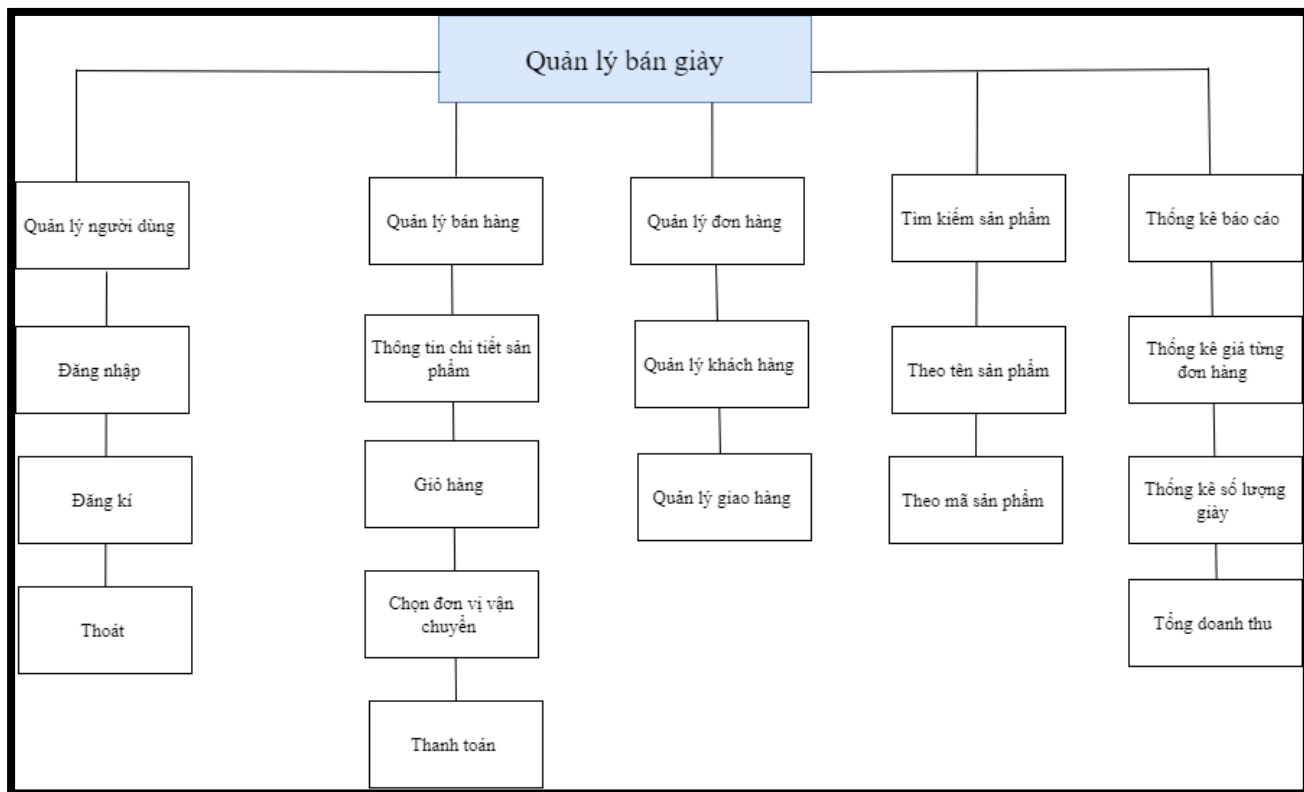 Quản lý bán giày
Quản lý người dùng
Quản lý bán hàng
Quản lý đơn hàng
Tìm kiếm sản phẩm
Thống kê báo cáo
Đăng nhập
Thông tin chi tiết sản
phẩm
Quản lý khách hàng
Theo tên sản phẩm
Thống kê giá từng
đơn hàng
Đăng kí
Giỏ hàng
Quản lý giao hàng
Theo mã sản phẩm
Thống kê số lượng
giày
Thoát
Chọn đơn vị vận
chuyển
Tổng doanh thu
Thanh toán